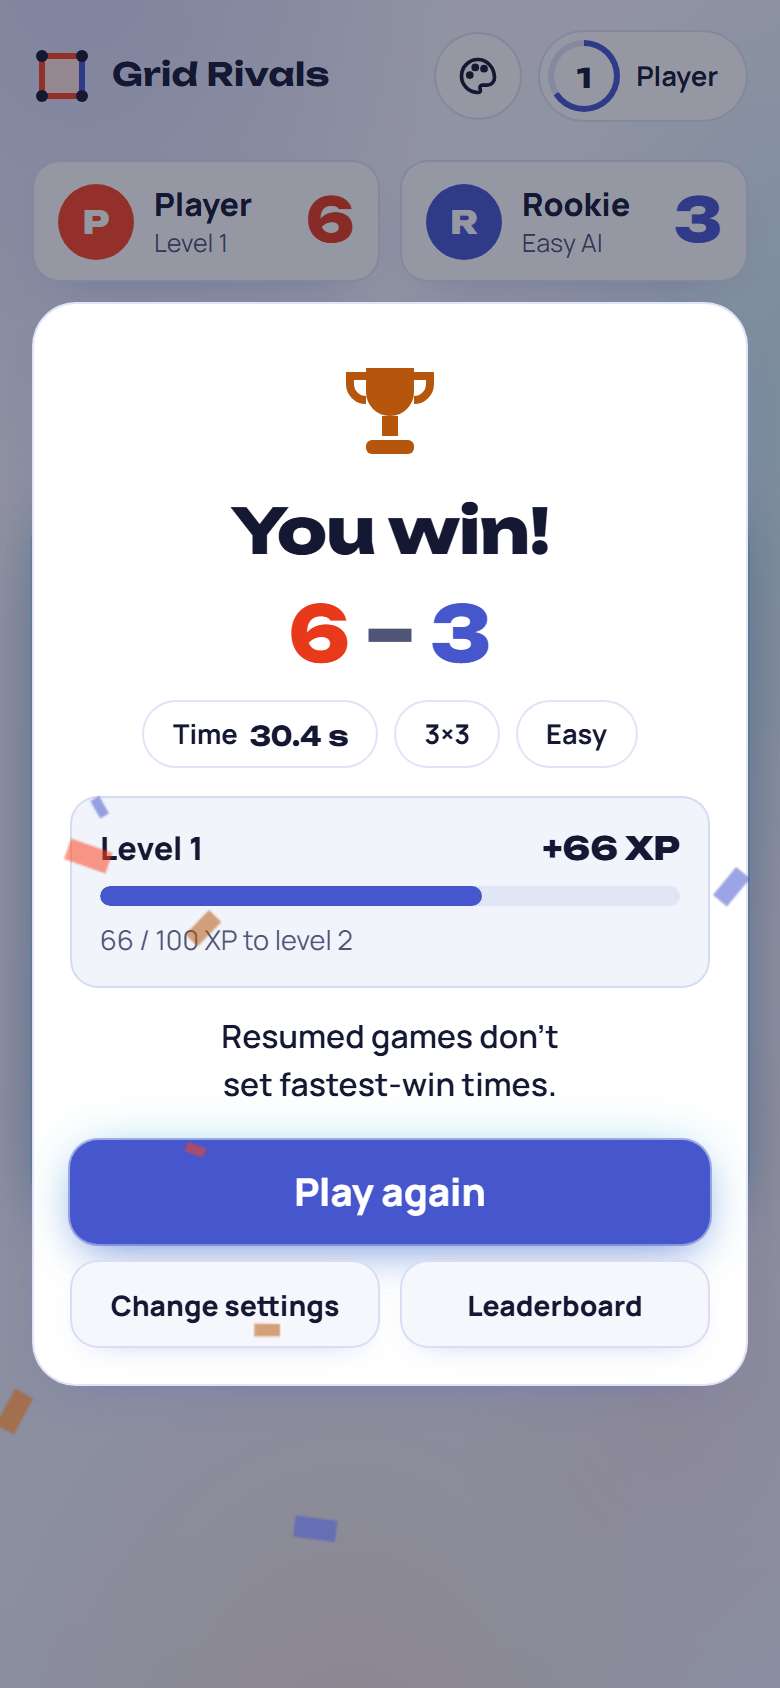 Grid Rivals
1 Player
P Player 6
Level 1
R Rookie 3
Easy AI
You win!
6 – 3
Time 30.4 s
3×3
Easy
Level 1 +66 XP
66 / 100 XP to level 2
Resumed games don’t
set fastest-win times.
Play again
Change settings
Leaderboard